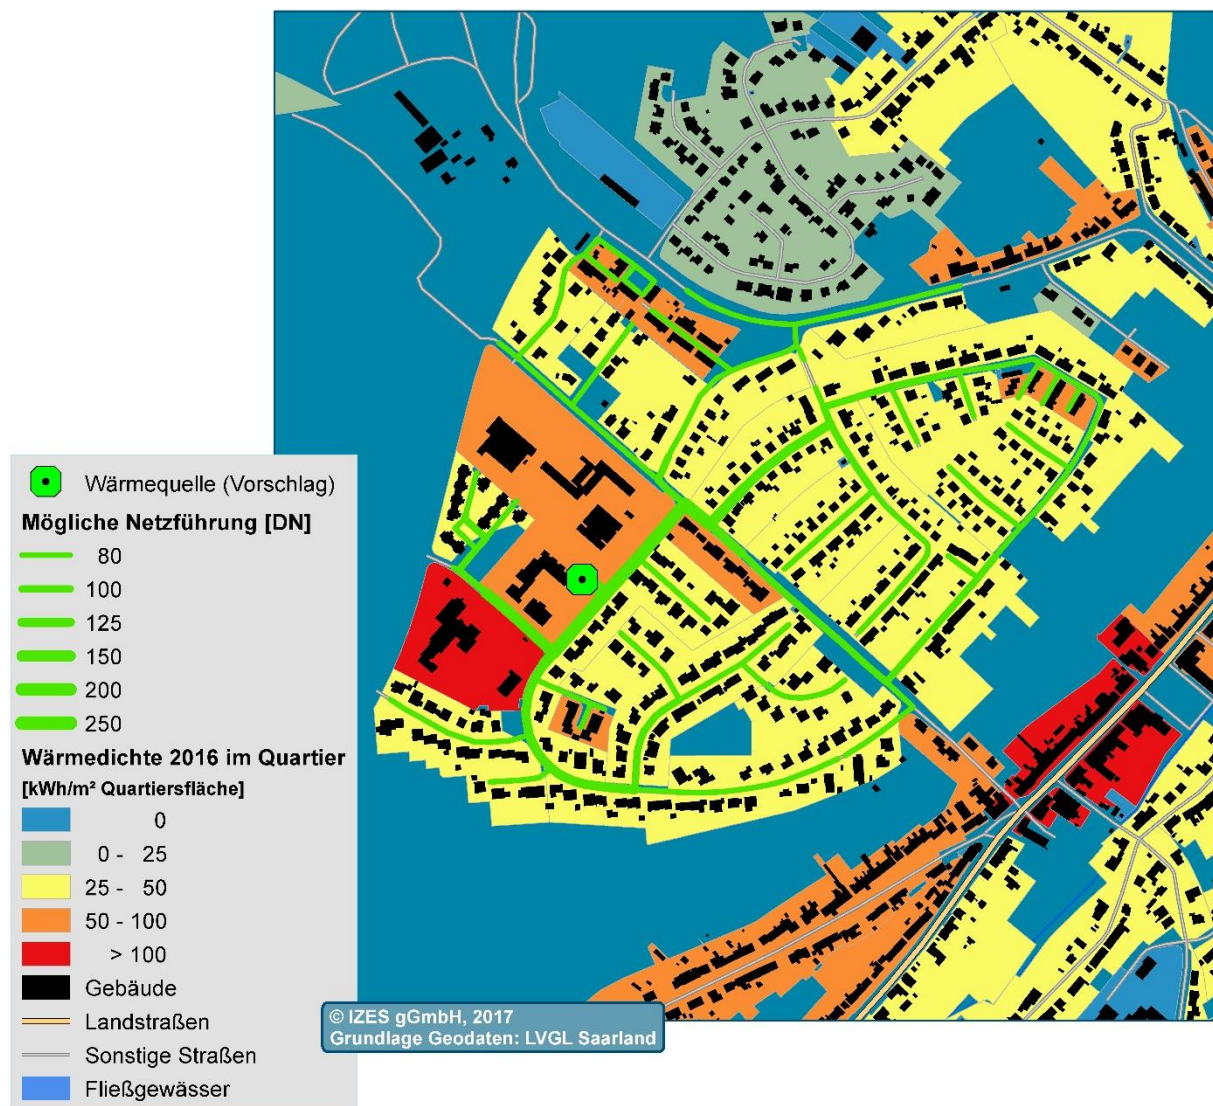 Wärmequelle (Vorschlag)
Mögliche Netzführung [DN]
80
100
125
150
200
250
Wärmedichte 2016 im Quartier
[kWh/m² Quartiersfläche]
0
0 - 25
25 - 50
50 - 100
> 100
Gebäude
Landstraßen
Sonstige Straßen
Fließgewässer
© IZES gGmbH, 2017
Grundlage Geodaten: LVGL Saarland